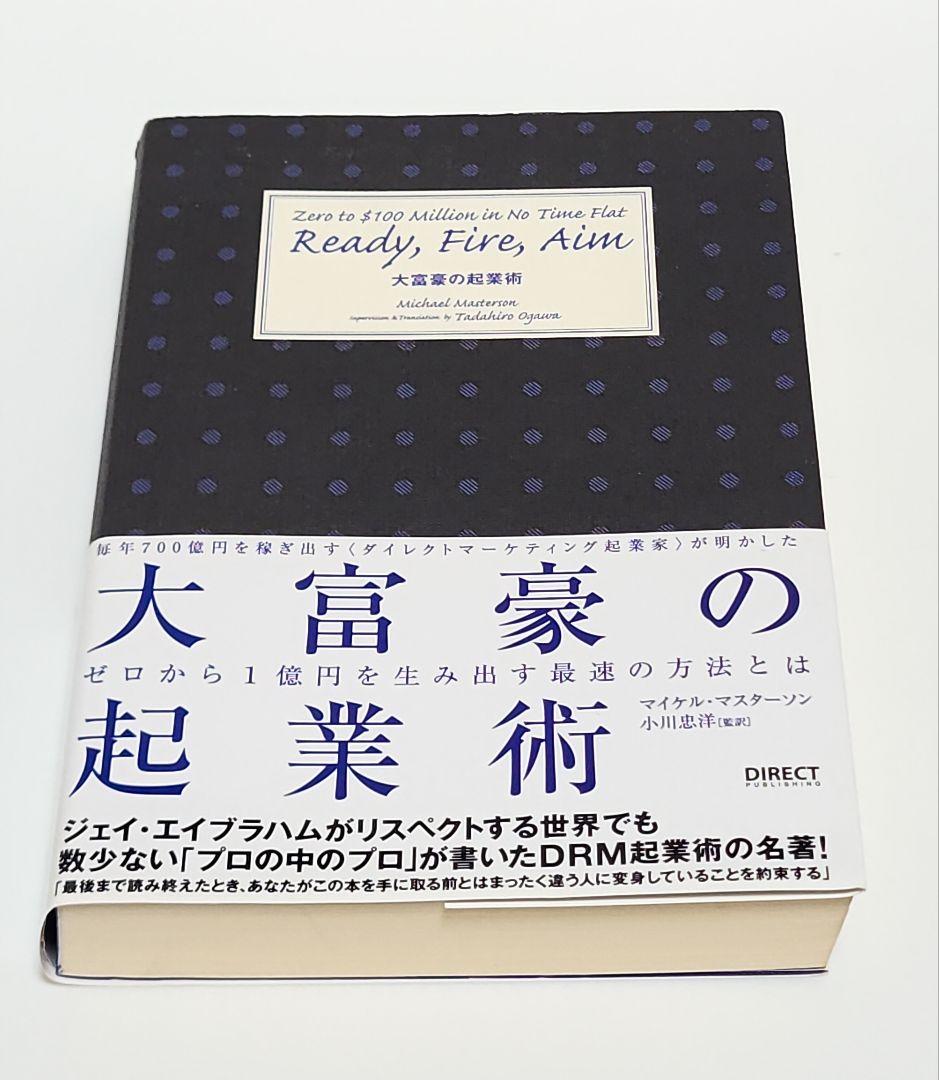 Zero to $100 Million in No Time Flat
Ready, Fire, Aim
大富豪の起業術
Michael Masterson
Supervision & Translation by Tadahiro Ogawa
毎年700億円を稼ぎ出す〈ダイレクトマーケティング起業家〉が明かした
大富豪の
ゼロから1億円を生み出す最速の方法とは
起業術
マイケル・マスターソン
小川忠洋[監訳]
DIRECT
PUBLISHING
ジェイ・エイブラハムがリスペクトする世界でも
数少ない「プロの中のプロ」が書いたDRM起業術の名著!
「最後まで読み終えたとき、あなたがこの本を手に取る前とはまったく違う人に変身していることを約束する」